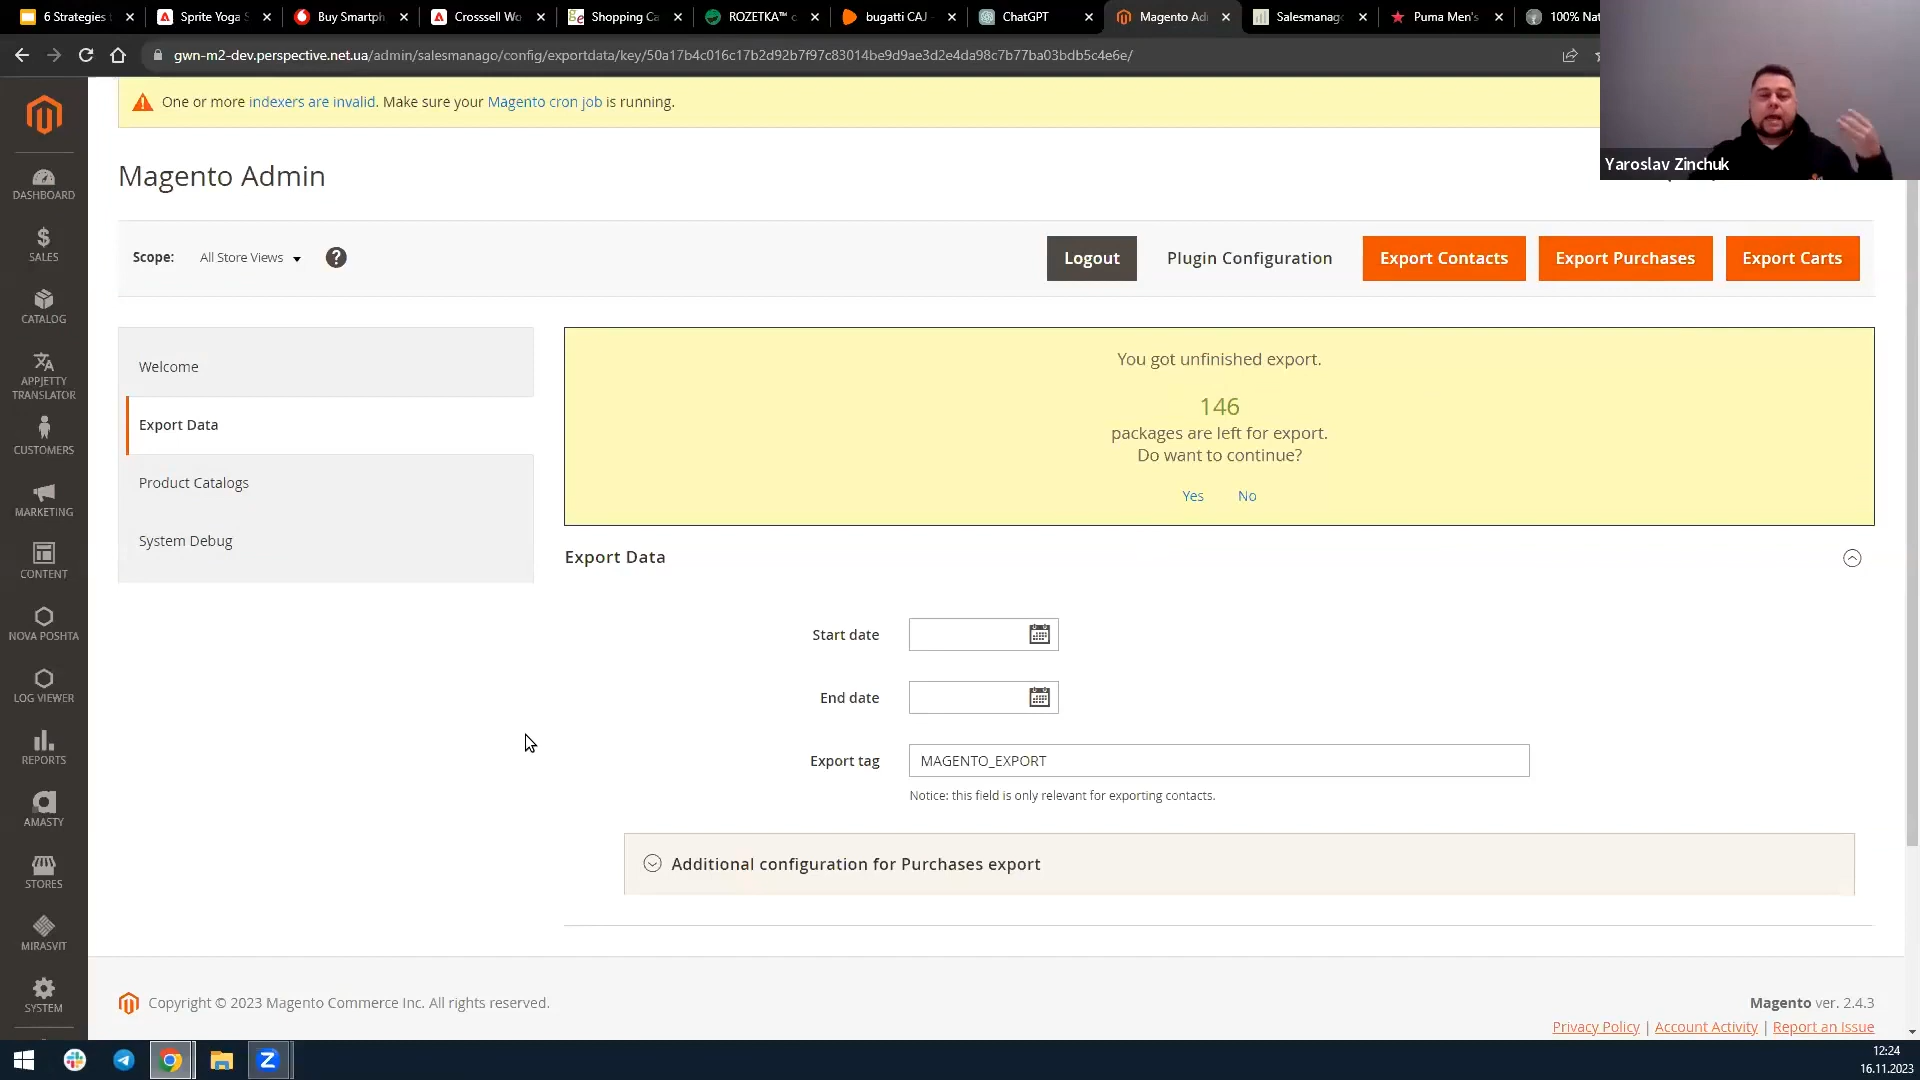 6 Strategies
Sprite Yoga S
Buy Smartph
Crosssell Wo
Shopping Ca
ROZETKA™
bugatti CAJ
ChatGPT
Magento Ad
Salesmanag
Puma Men's
100% Nat
gwn-m2-dev.perspective.net.ua/admin/salesmanago/config/exportdata/key/50a17b4c016c17b2d92b7f97c83014be9d9ae3d2e4da98c7b77ba03bdb5c4e6e/
One or more indexers are invalid. Make sure your Magento cron job is running.
Yaroslav Zinchuk
Magento Admin
Scope: All Store Views ?
Logout Plugin Configuration Export Contacts Export Purchases Export Carts
DASHBOARD
SALES
CATALOG
APPJETTY
TRANSLATOR
CUSTOMERS
MARKETING
CONTENT
NOVA POSHTA
LOG VIEWER
REPORTS
AMASTY
STORES
MIRASVIT
SYSTEM
Welcome
Export Data
Product Catalogs
System Debug
You got unfinished export.
146
packages are left for export.
Do want to continue?
Yes No
Export Data
Start date
End date
Export tag MAGENTO_EXPORT
Notice: this field is only relevant for exporting contacts.
Additional configuration for Purchases export
Copyright © 2023 Magento Commerce Inc. All rights reserved.
Magento ver. 2.4.3
Privacy Policy | Account Activity | Report an Issue
12:24
16.11.2023